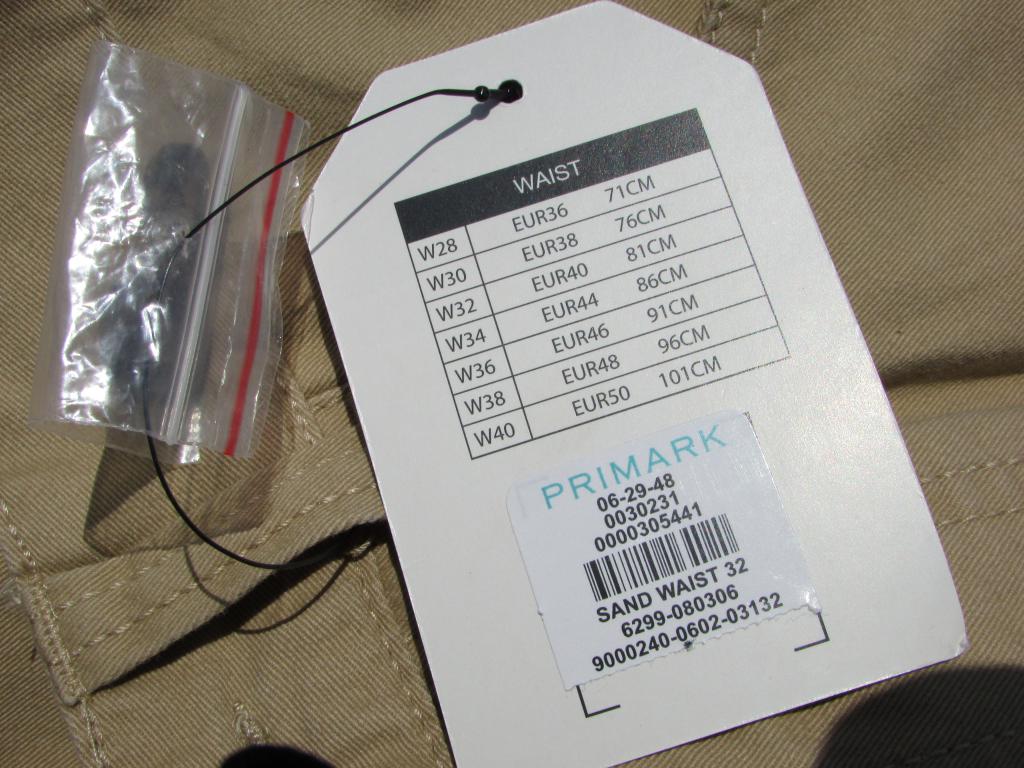 WAIST
W28 EUR36 71CM
W30 EUR38 76CM
W32 EUR40 81CM
W34 EUR44 86CM
W36 EUR46 91CM
W38 EUR48 96CM
W40 EUR50 101CM
PRIMARK
06-29-48
0030231
0000305441
SAND WAIST 32
6299-080306
9000240-0602-03132